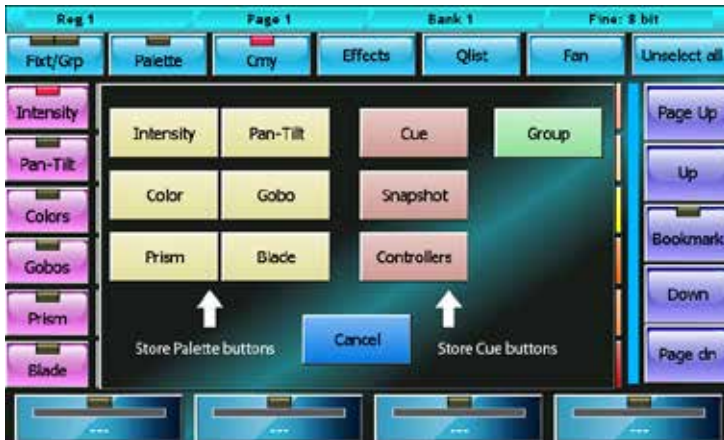 Reg 1 Page 1 Bank 1 Fine: 8 bit
Fixt/Grp Palette Cmy Effects Qlist Fan Unselect all
Intensity
Pan-Tilt
Colors
Gobos
Prism
Blade
Intensity Pan-Tilt Cue Group
Color Gobo Snapshot
Prism Blade Controllers
Store Palette buttons Cancel Store Cue buttons
Page Up
Up
Bookmark
Down
Page dn
--- --- --- ---